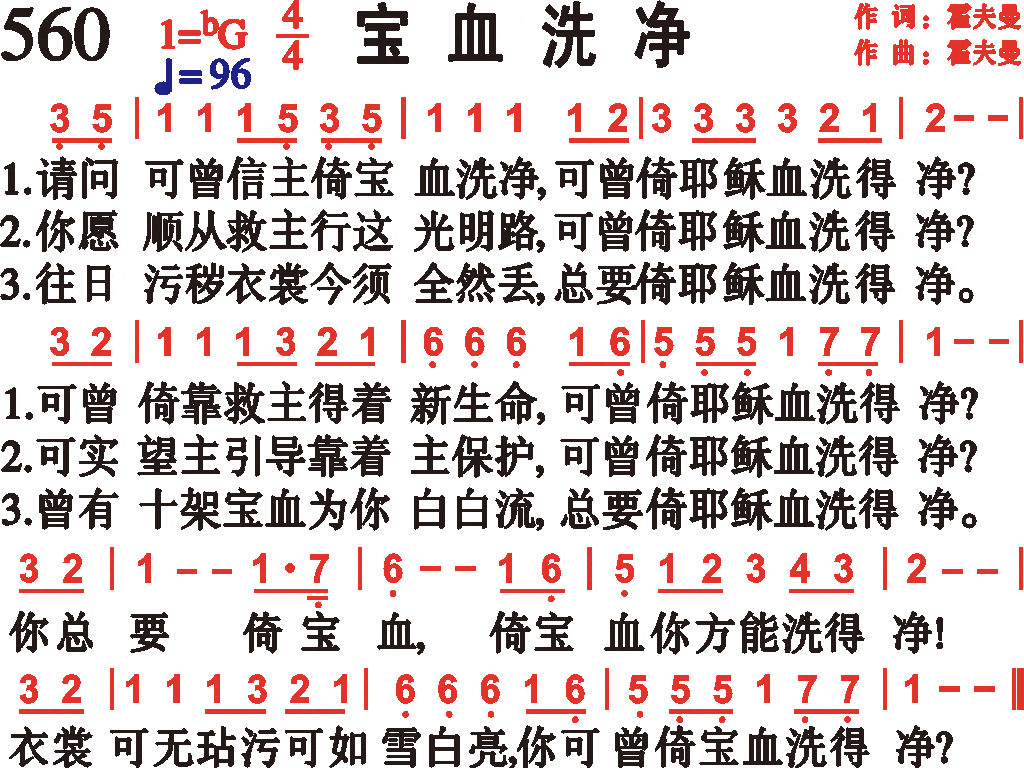 560 1=ᵇG 4/4 宝血洗净 作词：霍夫曼
♩=96 作曲：霍夫曼
3 5 | 1 1 1 5 3 5 | 1 1 1 1 2 | 3 3 3 3 2 1 | 2 - - |
1.请问 可曾信主倚宝 血洗净,可曾倚耶稣血洗得 净?
2.你愿 顺从救主行这 光明路,可曾倚耶稣血洗得 净?
3.往日 污秽衣裳今须 全然丢,总要倚耶稣血洗得 净。
3 2 | 1 1 1 3 2 1 | 6 6 6 1 6 | 5 5 5 1 7 7 | 1 - - |
1.可曾 倚靠救主得着 新生命, 可曾倚耶稣血洗得 净?
2.可实 望主引导靠着 主保护, 可曾倚耶稣血洗得 净?
3.曾有 十架宝血为你 白白流, 总要倚耶稣血洗得 净。
3 2 | 1 - - 1 · 7 | 6 - - 1 6 | 5 1 2 3 4 3 | 2 - - |
你总 要 倚宝 血, 倚宝 血你方能洗得 净!
3 2 | 1 1 1 3 2 1 | 6 6 6 1 6 | 5 5 5 1 7 7 | 1 - - ‖
衣裳 可无玷污可如 雪白亮,你可 曾倚宝血洗得 净?